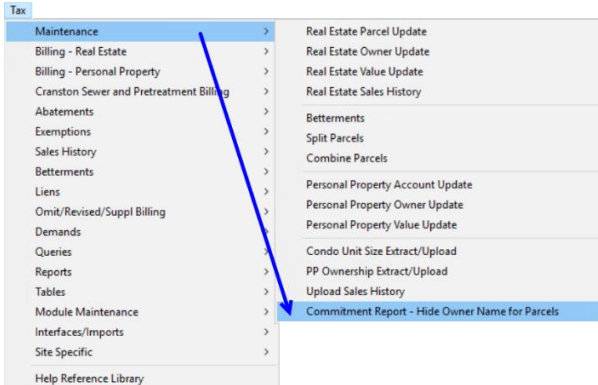 Tax
Maintenance
Billing - Real Estate
Billing - Personal Property
Cranston Sewer and Pretreatment Billing
Abatements
Exemptions
Sales History
Betterments
Liens
Omit/Revised/Suppl Billing
Demands
Queries
Reports
Tables
Module Maintenance
Interfaces/Imports
Site Specific
Help Reference Library
Real Estate Parcel Update
Real Estate Owner Update
Real Estate Value Update
Real Estate Sales History
Betterments
Split Parcels
Combine Parcels
Personal Property Account Update
Personal Property Owner Update
Personal Property Value Update
Condo Unit Size Extract/Upload
PP Ownership Extract/Upload
Upload Sales History
Commitment Report - Hide Owner Name for Parcels